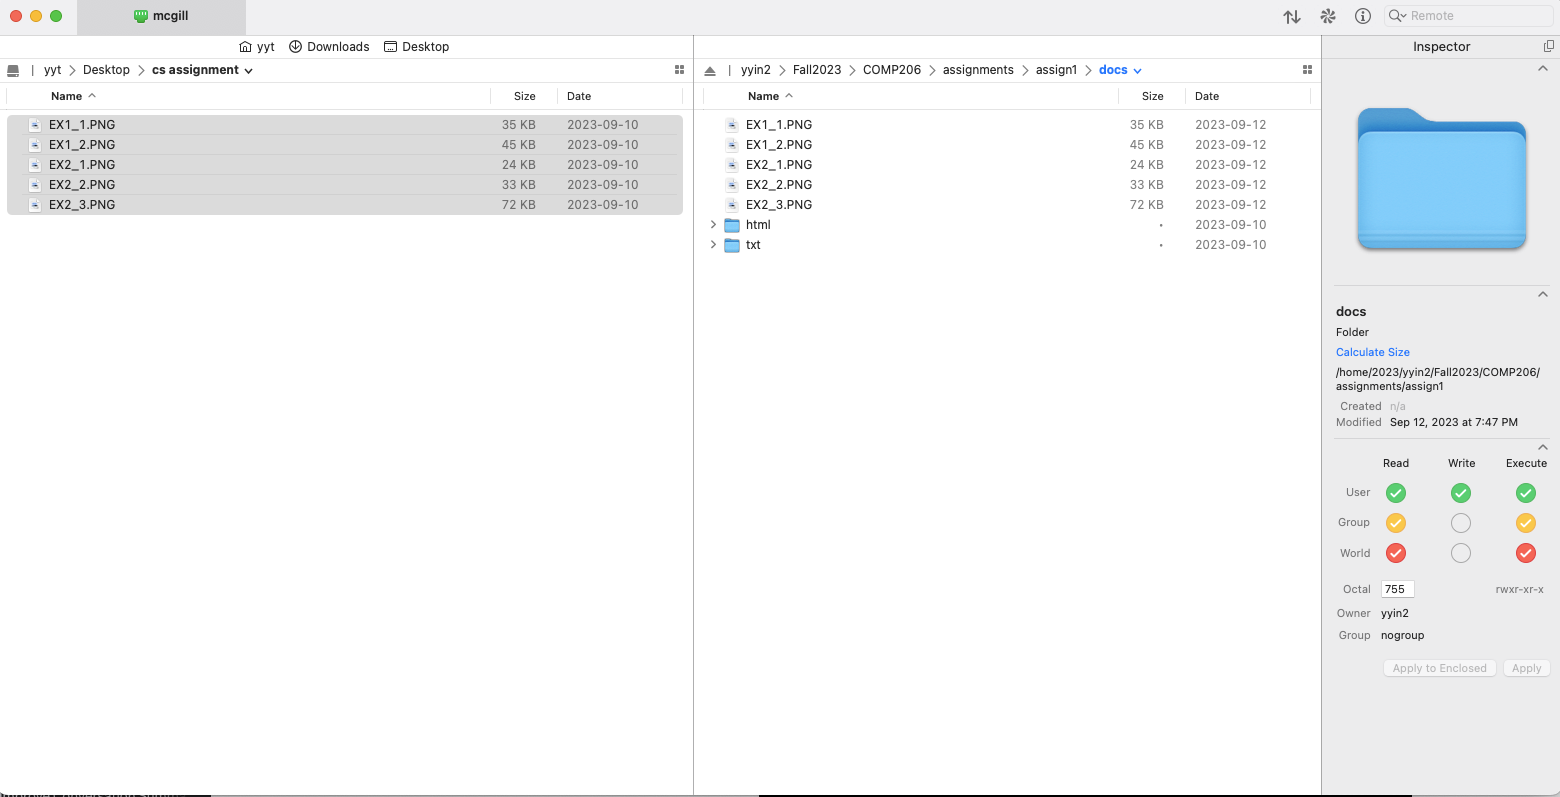 mcgill
Remote
yyt Downloads Desktop
Inspector
| yyt Desktop cs assignment
| yyin2 Fall2023 COMP206 assignments assign1 docs
Name Size Date
EX1_1.PNG 35 KB 2023-09-10
EX1_2.PNG 45 KB 2023-09-10
EX2_1.PNG 24 KB 2023-09-10
EX2_2.PNG 33 KB 2023-09-10
EX2_3.PNG 72 KB 2023-09-10
Name Size Date
EX1_1.PNG 35 KB 2023-09-12
EX1_2.PNG 45 KB 2023-09-12
EX2_1.PNG 24 KB 2023-09-12
EX2_2.PNG 33 KB 2023-09-12
EX2_3.PNG 72 KB 2023-09-12
html • 2023-09-10
txt • 2023-09-10
docs
Folder
Calculate Size
/home/2023/yyin2/Fall2023/COMP206/
assignments/assign1
Created n/a
Modified Sep 12, 2023 at 7:47 PM
Read Write Execute
User
Group
World
Octal 755 rwxr-xr-x
Owner yyin2
Group nogroup
Apply to Enclosed Apply